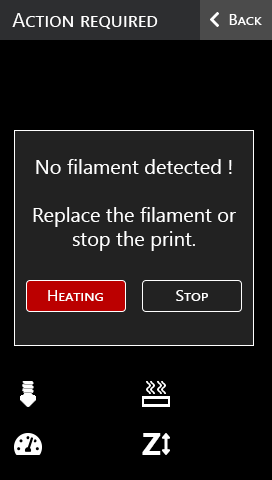 Action required
Back
No filament detected !
Replace the filament or
stop the print.
Heating
Stop
Z